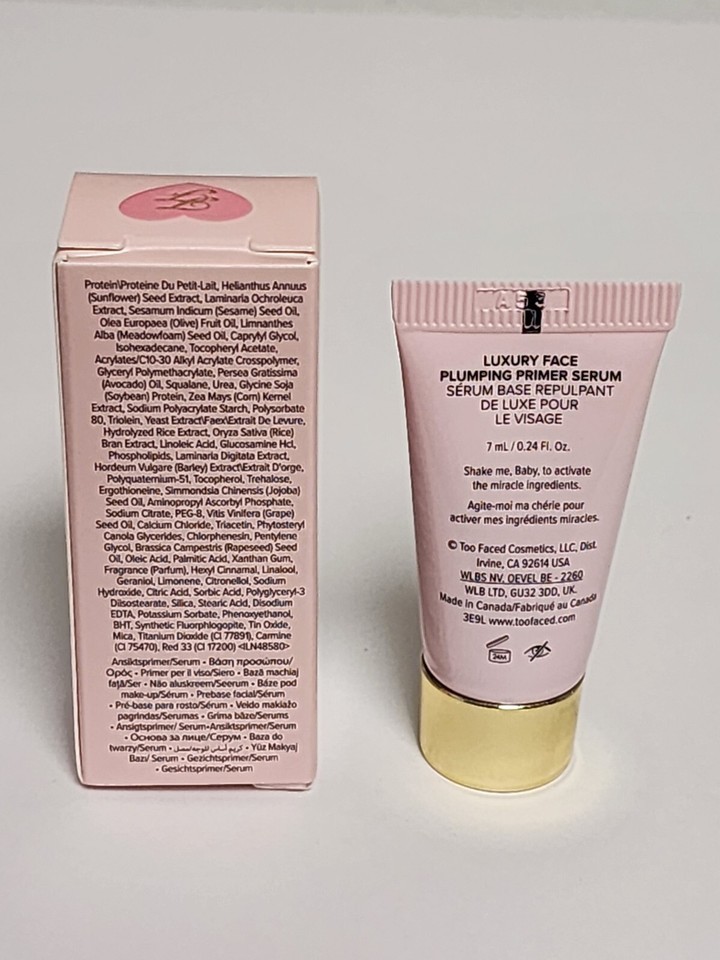 Protein\Proteine Du Petit-Lait, Helianthus Annuus
(Sunflower) Seed Extract, Laminaria Ochroleuca
Extract, Sesamum Indicum (Sesame) Seed Oil,
Olea Europaea (Olive) Fruit Oil, Limnanthes
Alba (Meadowfoam) Seed Oil, Caprylyl Glycol,
Isohexadecane, Tocopheryl Acetate,
Acrylates/C10-30 Alkyl Acrylate Crosspolymer,
Glyceryl Polymethacrylate, Persea Gratissima
(Avocado) Oil, Squalane, Urea, Glycine Soja
(Soybean) Protein, Zea Mays (Corn) Kernel
Extract, Sodium Polyacrylate Starch, Polysorbate
80, Triolein, Yeast Extract\Faex\Extrait De Levure,
Hydrolyzed Rice Extract, Oryza Sativa (Rice)
Bran Extract, Linoleic Acid, Glucosamine Hcl,
Phospholipids, Laminaria Digitata Extract,
Hordeum Vulgare (Barley) Extract\Extrait D'orge,
Polyquaternium-51, Tocopherol, Trehalose,
Ergothioneine, Simmondsia Chinensis (Jojoba)
Seed Oil, Aminopropyl Ascorbyl Phosphate,
Sodium Citrate, PEG-8, Vitis Vinifera (Grape)
Seed Oil, Calcium Chloride, Triacetin, Phytosteryl
Canola Glycerides, Chlorphenesin, Pentylene
Glycol, Brassica Campestris (Rapeseed) Seed
Oil, Oleic Acid, Palmitic Acid, Xanthan Gum,
Fragrance (Parfum), Hexyl Cinnamal, Linalool,
Geraniol, Limonene, Citronellol, Sodium
Hydroxide, Citric Acid, Sorbic Acid, Polyglyceryl-3
Diisostearate, Silica, Stearic Acid, Disodium
EDTA, Potassium Sorbate, Phenoxyethanol,
BHT, Synthetic Fluorphlogopite, Tin Oxide,
Mica, Titanium Dioxide (CI 77891), Carmine
(CI 75470), Red 33 (CI 17200) <ILN48580>
Ansiktsprimer/Serum • Βάση προσώπου/
Ορός • Primer per il viso/Siero • Bază machiaj
față/Ser • Não aluskreem/Seerum • Báze pod
make-up/Sérum • Prebase facial/Sérum
• Pré-base para rosto/Sérum • Veido makiažo
pagrindas/Serumas • Grima bāze/Serums
• Ansigtsprimer/ Serum•Ansiktsprimer/Serum
• Основа за лице/Серум • Baza do
twarzy/Serum • كريم أساس للوجه/مصل • Yüz Makyaj
Bazı/ Serum • Gezichtsprimer/Serum
• Gesichtsprimer/Serum
LUXURY FACE
PLUMPING PRIMER SERUM
SÉRUM BASE REPULPANT
DE LUXE POUR
LE VISAGE
7 mL / 0.24 Fl. Oz.
Shake me, Baby, to activate
the miracle ingredients.
Agite-moi ma chérie pour
activer mes ingrédients miracles.
© Too Faced Cosmetics, LLC, Dist.
Irvine, CA 92614 USA
WLBS NV, OEVEL BE - 2260
WLB LTD, GU32 3DD, UK.
Made in Canada/Fabriqué au Canada
3E9L www.toofaced.com
24M